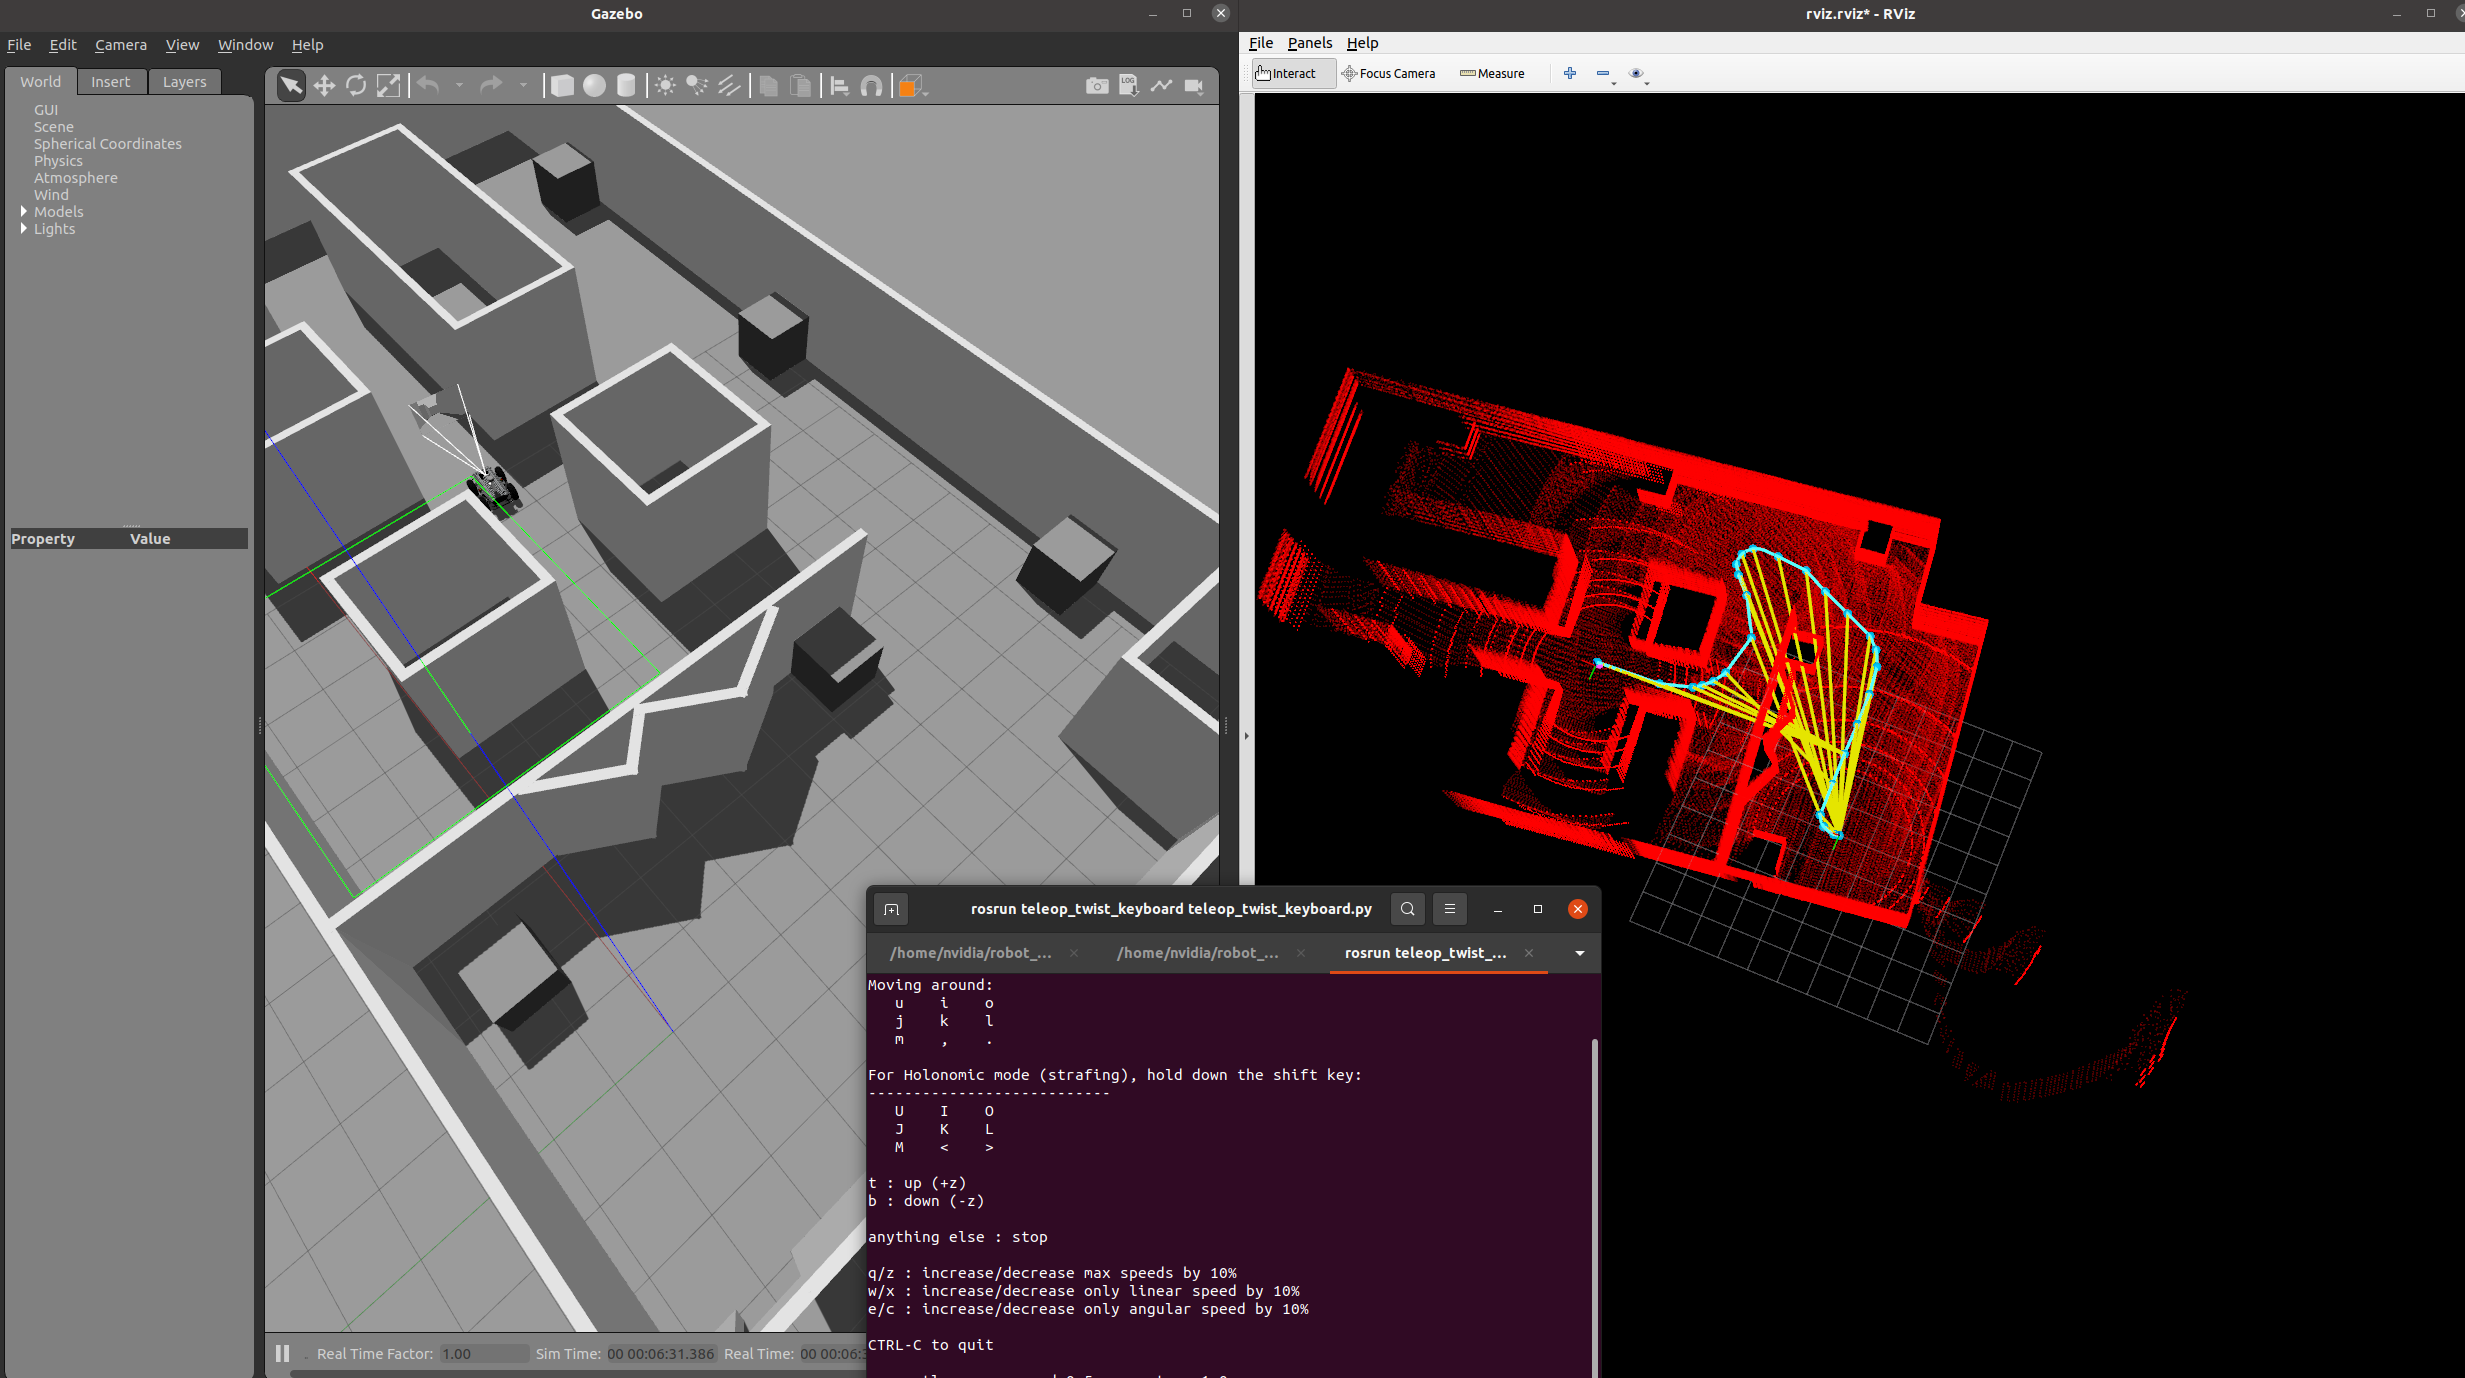 Gazebo
File Edit Camera View Window Help
World Insert Layers
GUI
Scene
Spherical Coordinates
Physics
Atmosphere
Wind
Models
Lights
Property Value
LOG
Real Time Factor: 1.00 Sim Time: 00 00:06:31.386 Real Time: 00 00:06:3
rviz.rviz* - RViz
File Panels Help
Interact Focus Camera Measure
rosrun teleop_twist_keyboard teleop_twist_keyboard.py
/home/nvidia/robot_... /home/nvidia/robot_... rosrun teleop_twist_...
Moving around:
u i o
j k l
m , .
For Holonomic mode (strafing), hold down the shift key:
---------------------------
U I O
J K L
M < >
t : up (+z)
b : down (-z)
anything else : stop
q/z : increase/decrease max speeds by 10%
w/x : increase/decrease only linear speed by 10%
e/c : increase/decrease only angular speed by 10%
CTRL-C to quit